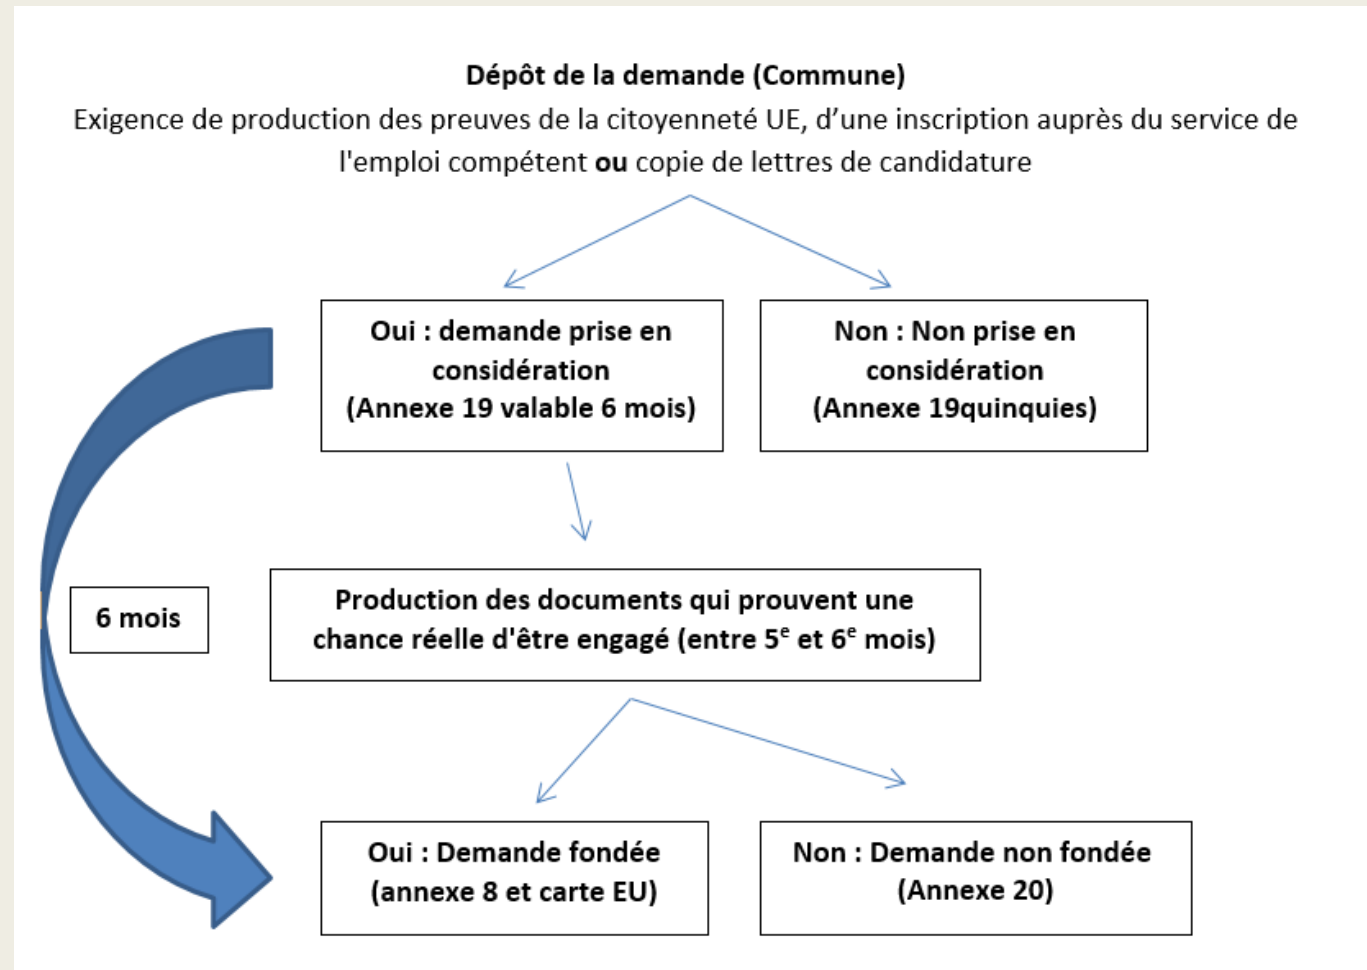 Dépôt de la demande (Commune)
Exigence de production des preuves de la citoyenneté UE, d’une inscription auprès du service de
l'emploi compétent ou copie de lettres de candidature
Oui : demande prise en
considération
(Annexe 19 valable 6 mois)
Non : Non prise en
considération
(Annexe 19quinquies)
6 mois
Production des documents qui prouvent une
chance réelle d'être engagé (entre 5e et 6e mois)
Oui : Demande fondée
(annexe 8 et carte EU)
Non : Demande non fondée
(Annexe 20)